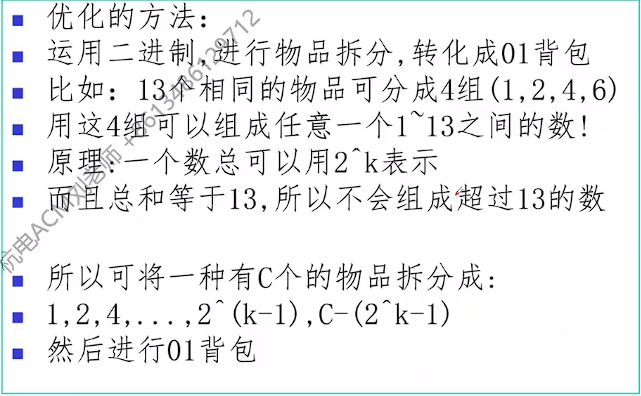 优化的方法:
运用二进制,进行物品拆分,转化成01背包
比如: 13个相同的物品可分成4组(1,2,4,6)
用这4组可以组成任意一个1~13之间的数!
原理:一个数总可以用2^k表示
而且总和等于13,所以不会组成超过13的数
所以可将一种有C个的物品拆分成:
1,2,4,...,2^(k-1),C-(2^k-1)
然后进行01背包
杭电ACM刘老师